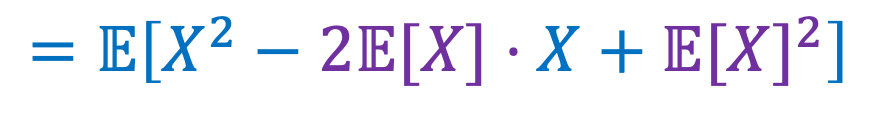 = 𝔼[X² − 2𝔼[X] · X + 𝔼[X]²]